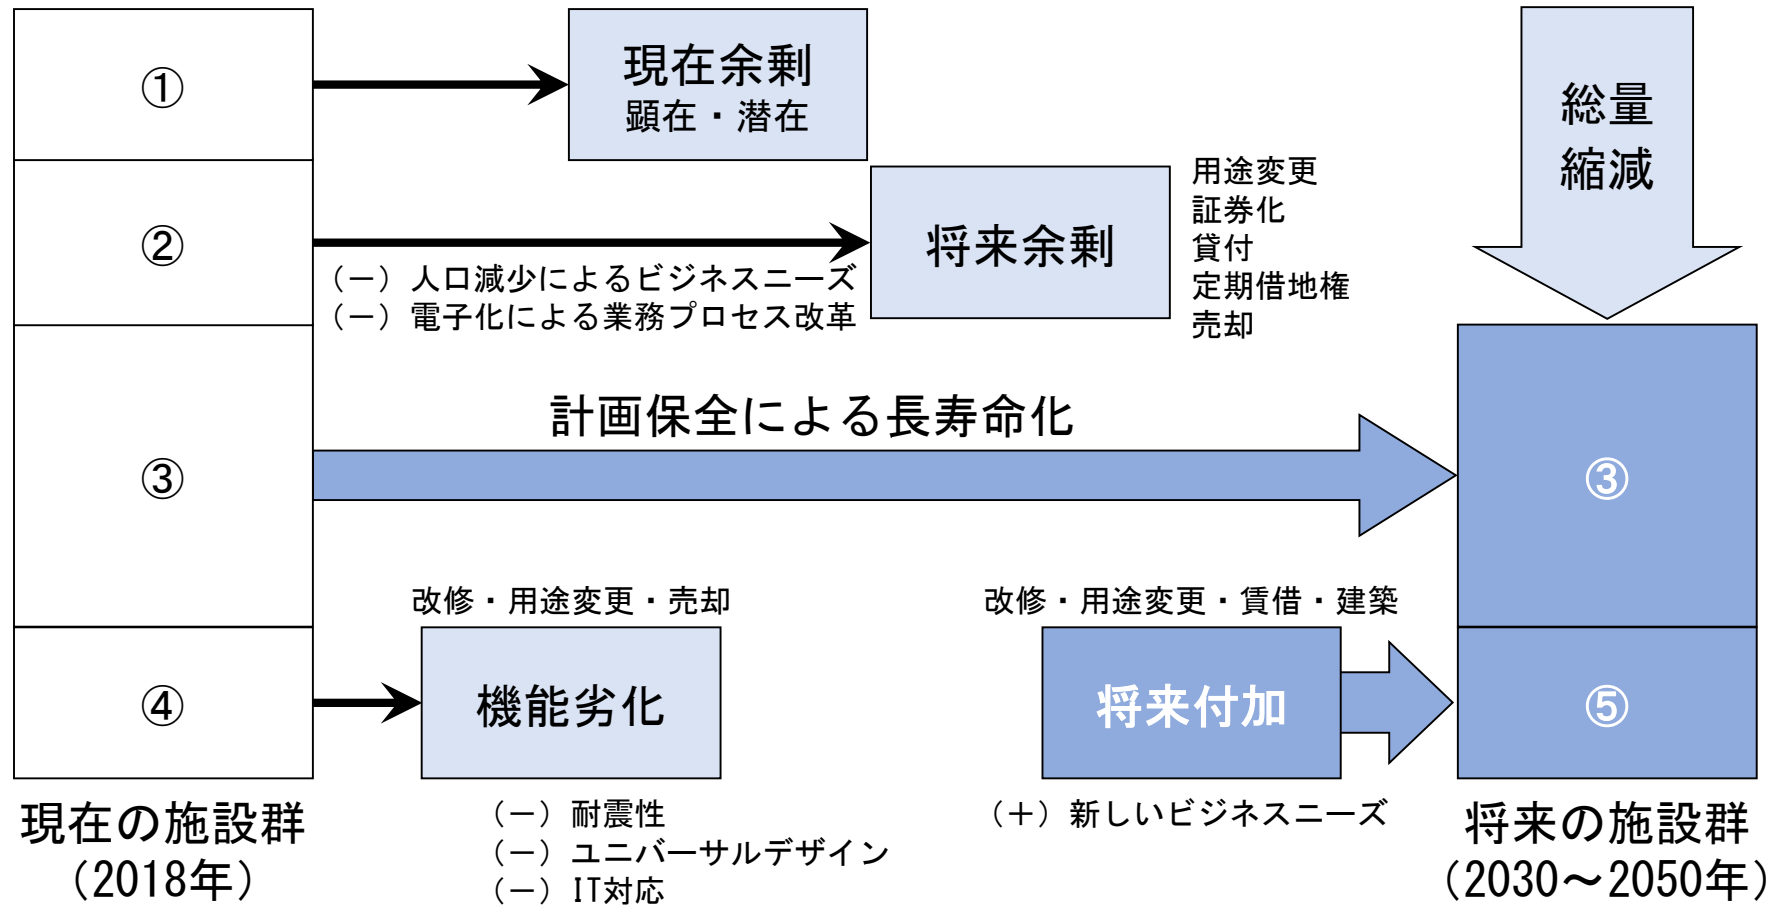 ①
現在余剰
顕在・潜在
総量
縮減
②
将来余剰
用途変更
証券化
貸付
定期借地権
売却
（－）人口減少によるビジネスニーズ
（－）電子化による業務プロセス改革
計画保全による長寿命化
③
③
改修・用途変更・売却
改修・用途変更・賃借・建築
④
機能劣化
将来付加
⑤
現在の施設群
（2018年）
（－）耐震性
（－）ユニバーサルデザイン
（－）IT対応
（＋）新しいビジネスニーズ
将来の施設群
（2030～2050年）